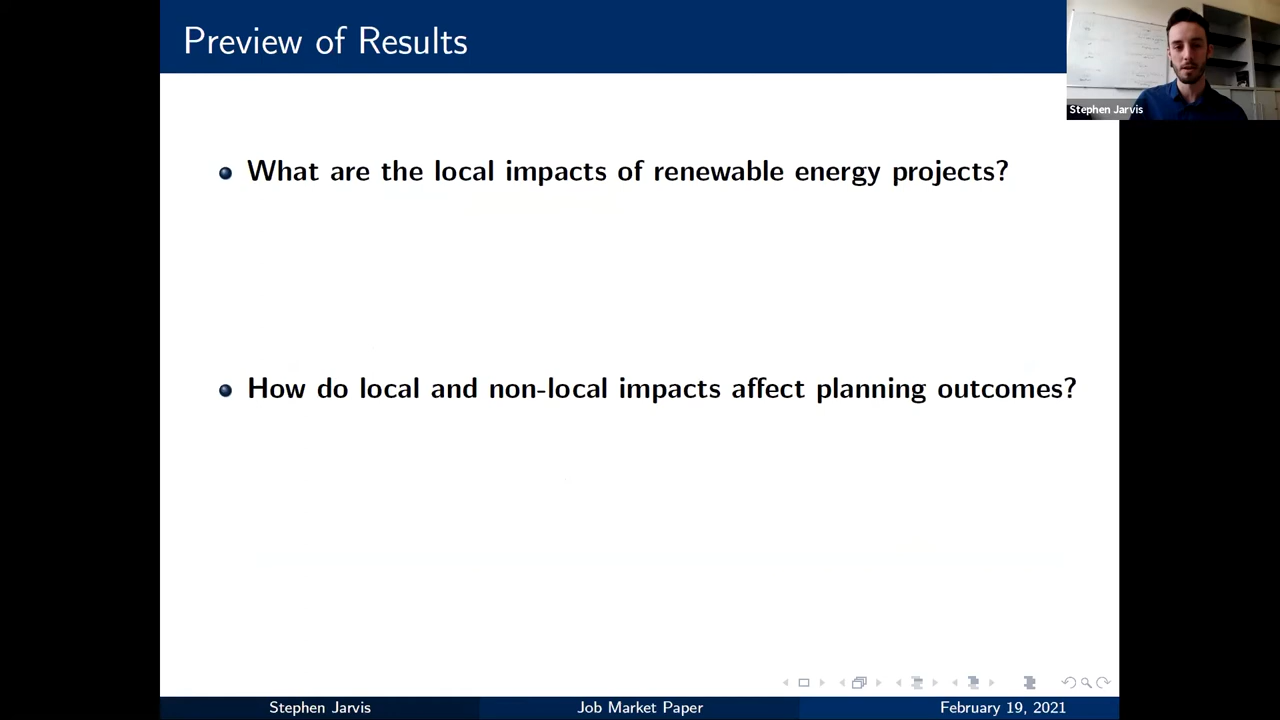 Preview of Results
Stephen Jarvis
What are the local impacts of renewable energy projects?
How do local and non-local impacts affect planning outcomes?
Stephen Jarvis
Job Market Paper
February 19, 2021